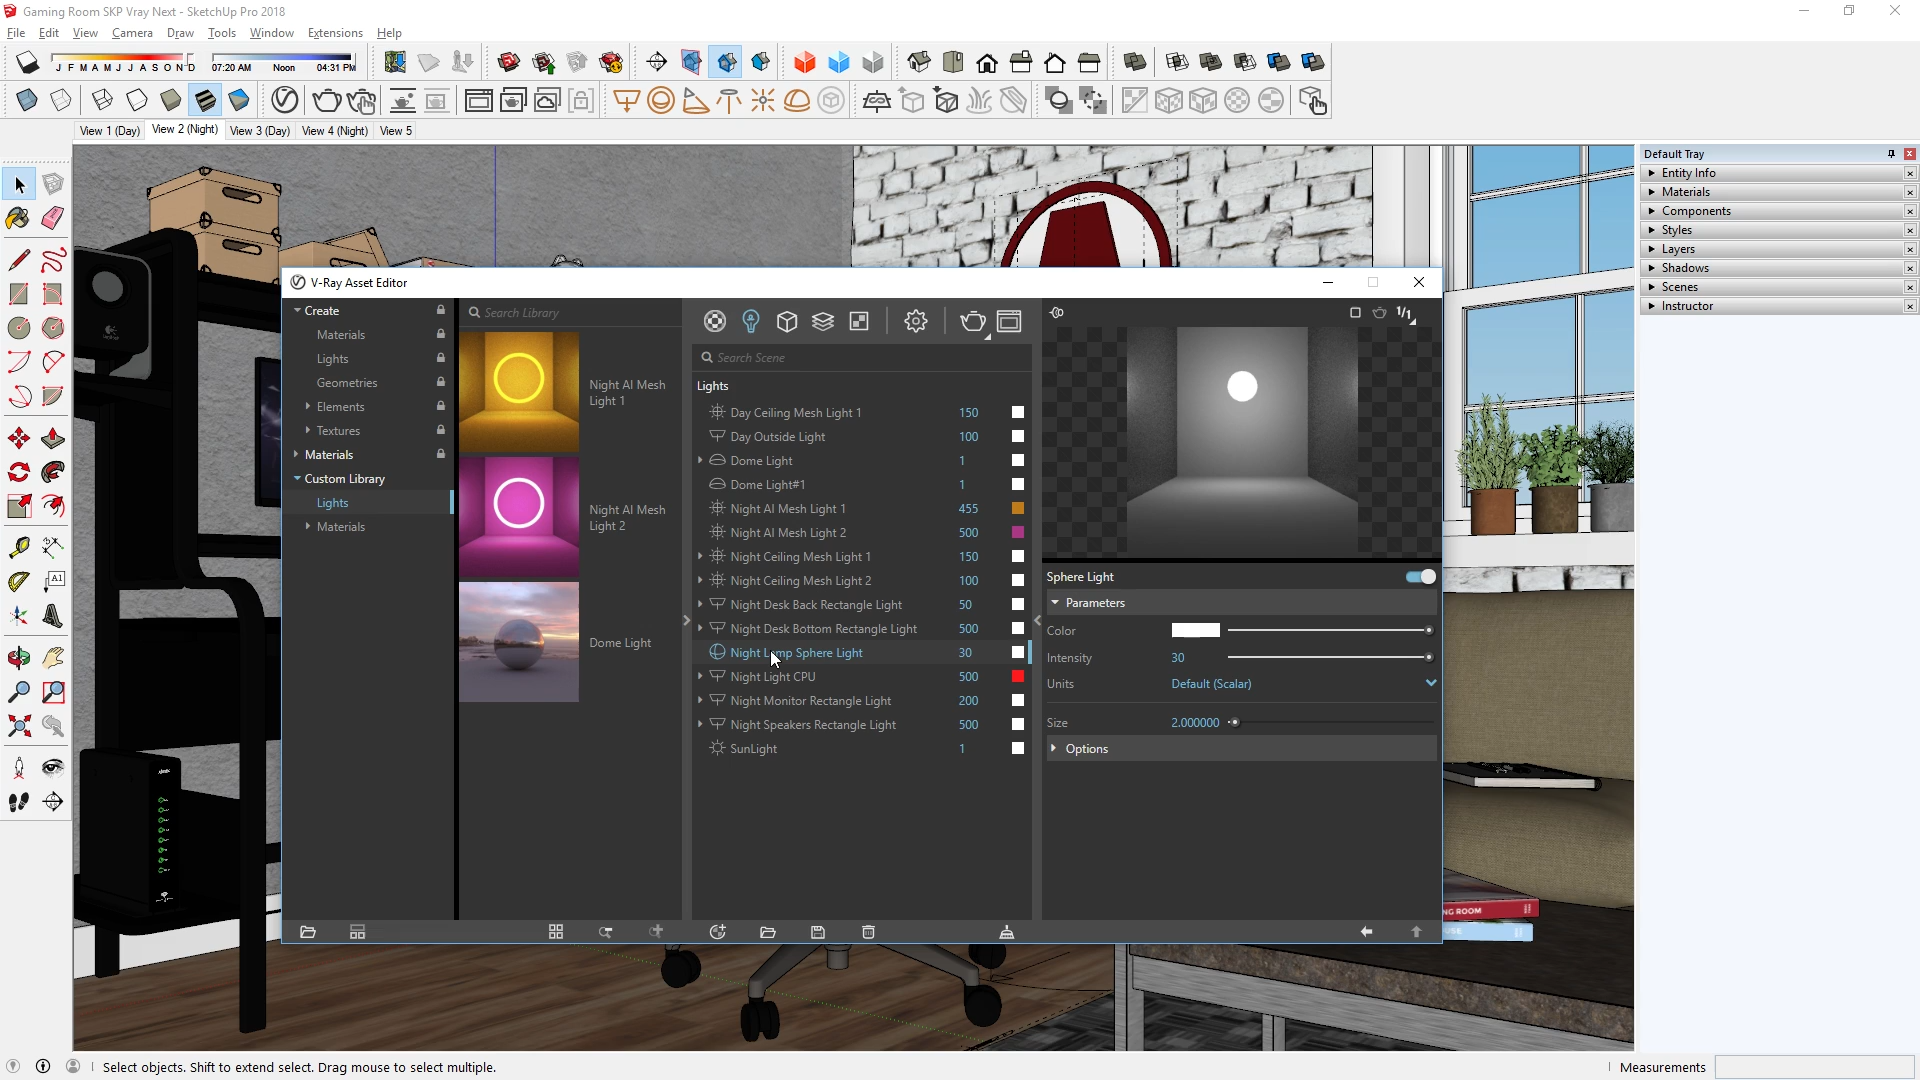 Gaming Room SKP Vray Next - SketchUp Pro 2018
File Edit View Camera Draw Tools Window Extensions Help
J F M A M J J A S O N D 07:20 AM Noon 04:31 PM
View 1 (Day) View 2 (Night) View 3 (Day) View 4 (Night) View 5
Default Tray
Entity Info
Materials
Components
Styles
Layers
Shadows
Scenes
Instructor
V-Ray Asset Editor
Create
Materials
Lights
Geometries
Elements
Textures
Materials
Custom Library
Lights
Materials
Search Library
Night AI Mesh
Light 1
Night AI Mesh
Light 2
Dome Light
Search Scene
Lights
Day Ceiling Mesh Light 1 150
Day Outside Light 100
Dome Light 1
Dome Light#1 1
Night AI Mesh Light 1 455
Night AI Mesh Light 2 500
Night Ceiling Mesh Light 1 150
Night Ceiling Mesh Light 2 100
Night Desk Back Rectangle Light 50
Night Desk Bottom Rectangle Light 500
Night Lamp Sphere Light 30
Night Light CPU 500
Night Monitor Rectangle Light 200
Night Speakers Rectangle Light 500
SunLight 1
1/1
Sphere Light
Parameters
Color
Intensity 30
Units Default (Scalar)
Size 2.000000
Options
A1
NG ROOM
USE
Select objects. Shift to extend select. Drag mouse to select multiple.
Measurements